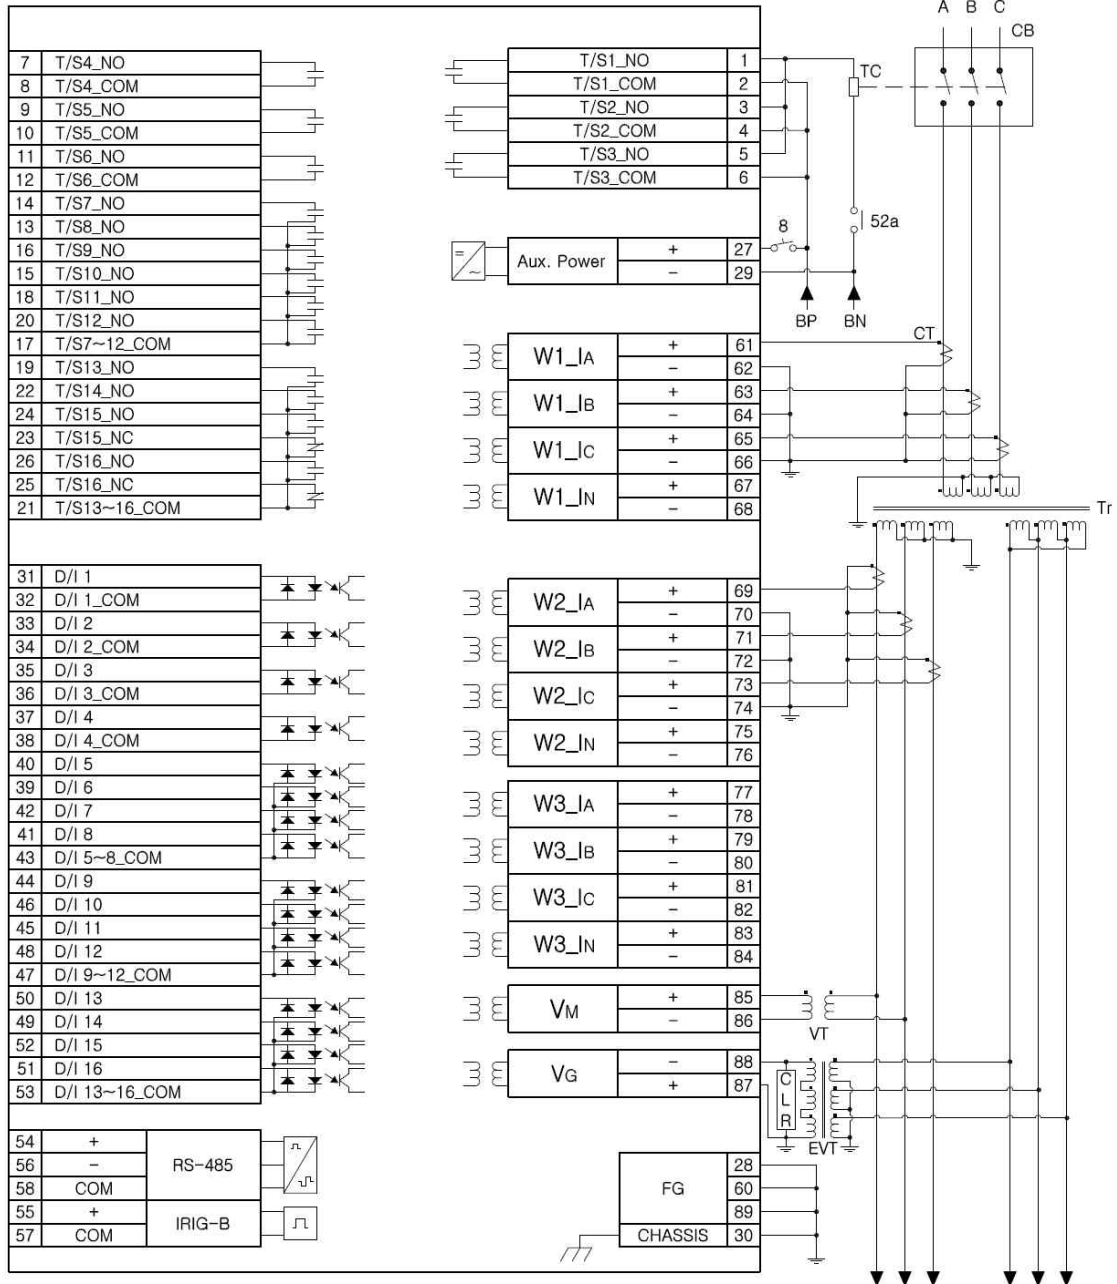 A B C
CB
7 T/S4_NO
8 T/S4_COM
9 T/S5_NO
10 T/S5_COM
11 T/S6_NO
12 T/S6_COM
14 T/S7_NO
13 T/S8_NO
16 T/S9_NO
15 T/S10_NO
18 T/S11_NO
20 T/S12_NO
17 T/S7~12_COM
19 T/S13_NO
22 T/S14_NO
24 T/S15_NO
23 T/S15_NC
26 T/S16_NO
25 T/S16_NC
21 T/S13~16_COM
31 D/I 1
32 D/I 1_COM
33 D/I 2
34 D/I 2_COM
35 D/I 3
36 D/I 3_COM
37 D/I 4
38 D/I 4_COM
40 D/I 5
39 D/I 6
42 D/I 7
41 D/I 8
43 D/I 5~8_COM
44 D/I 9
46 D/I 10
45 D/I 11
48 D/I 12
47 D/I 9~12_COM
50 D/I 13
49 D/I 14
52 D/I 15
51 D/I 16
53 D/I 13~16_COM
54 +
56 − RS-485
58 COM
55 +
57 COM
IRIG-B
T/S1_NO 1
T/S1_COM 2
T/S2_NO 3
T/S2_COM 4
T/S3_NO 5
T/S3_COM 6
Aux. Power
+ 27
− 29
W1_IA
+ 61
− 62
W1_IB
+ 63
− 64
W1_IC
+ 65
− 66
W1_IN
+ 67
− 68
W2_IA
+ 69
− 70
W2_IB
+ 71
− 72
W2_IC
+ 73
− 74
W2_IN
+ 75
− 76
W3_IA
+ 77
− 78
W3_IB
+ 79
− 80
W3_IC
+ 81
− 82
W3_IN
+ 83
− 84
VM
+ 85
− 86
VG
− 88
+ 87
FG
28
60
89
CHASSIS 30
TC
52a
8
BP BN
CT
Tr
VT
CLR
EVT